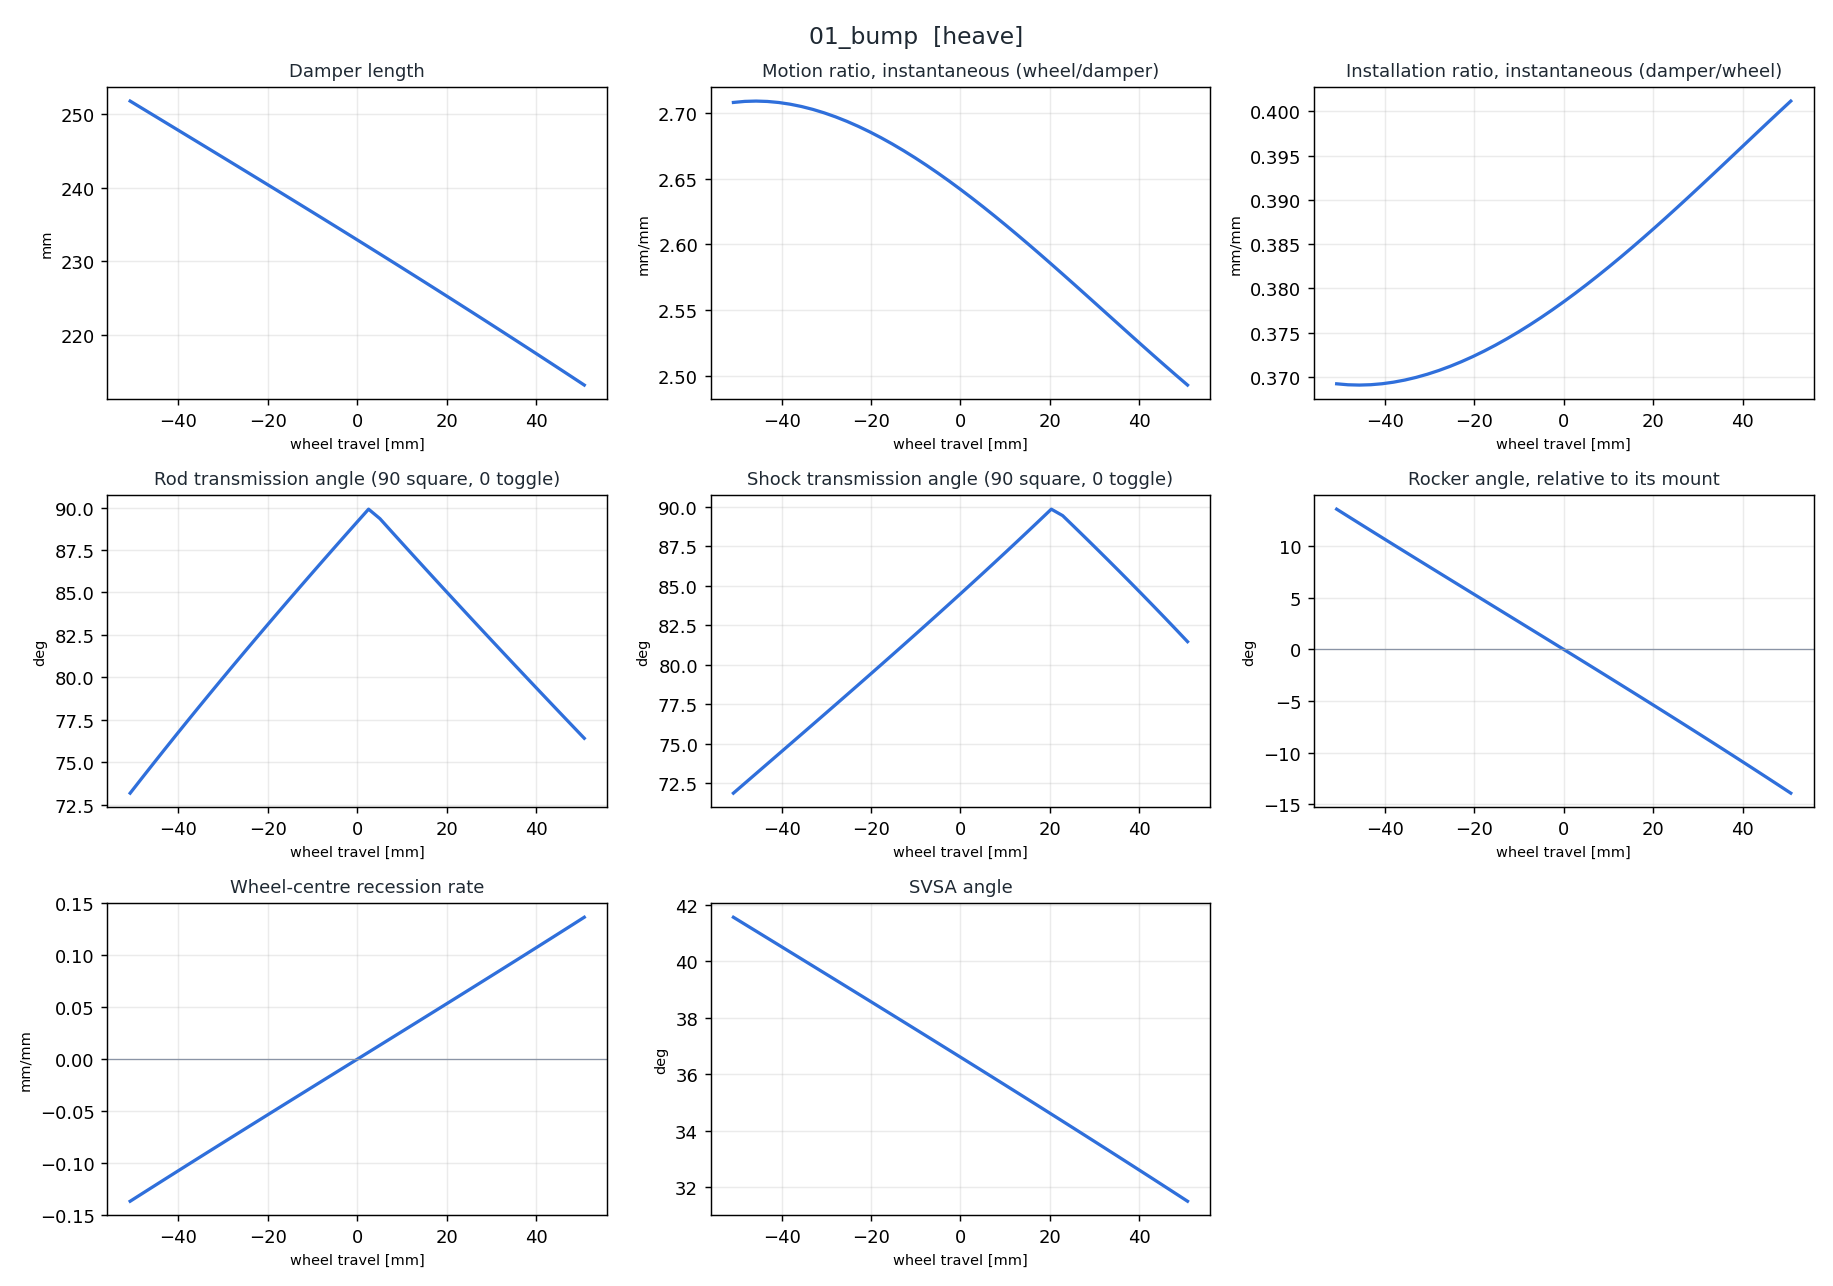 01_bump  [heave]
Damper length
250
240
230
220
mm
−40 −20 0 20 40
wheel travel [mm]
Motion ratio, instantaneous (wheel/damper)
2.70
2.65
2.60
2.55
2.50
mm/mm
−40 −20 0 20 40
wheel travel [mm]
Installation ratio, instantaneous (damper/wheel)
0.400
0.395
0.390
0.385
0.380
0.375
0.370
mm/mm
−40 −20 0 20 40
wheel travel [mm]
Rod transmission angle (90 square, 0 toggle)
90.0
87.5
85.0
82.5
80.0
77.5
75.0
72.5
deg
−40 −20 0 20 40
wheel travel [mm]
Shock transmission angle (90 square, 0 toggle)
90.0
87.5
85.0
82.5
80.0
77.5
75.0
72.5
deg
−40 −20 0 20 40
wheel travel [mm]
Rocker angle, relative to its mount
10
5
0
−5
−10
−15
deg
−40 −20 0 20 40
wheel travel [mm]
Wheel-centre recession rate
0.15
0.10
0.05
0.00
−0.05
−0.10
−0.15
mm/mm
−40 −20 0 20 40
wheel travel [mm]
SVSA angle
42
40
38
36
34
32
deg
−40 −20 0 20 40
wheel travel [mm]